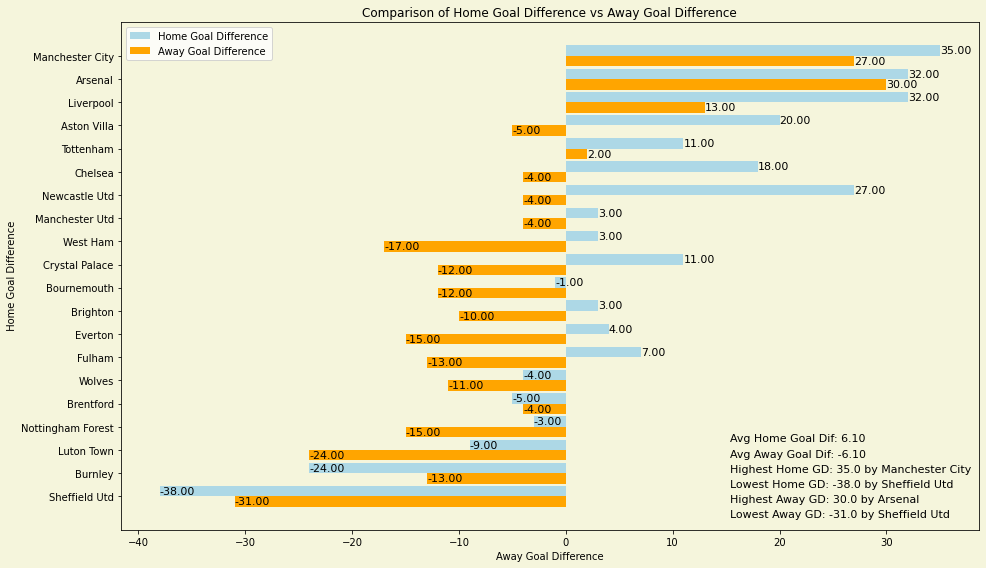 Comparison of Home Goal Difference vs Away Goal Difference
Home Goal Difference
Away Goal Difference
Home Goal Difference
Manchester City
35.00
27.00
Arsenal
32.00
30.00
Liverpool
32.00
13.00
Aston Villa
20.00
-5.00
Tottenham
11.00
2.00
Chelsea
18.00
-4.00
Newcastle Utd
27.00
-4.00
Manchester Utd
3.00
-4.00
West Ham
3.00
-17.00
Crystal Palace
11.00
-12.00
Bournemouth
-1.00
-12.00
Brighton
3.00
-10.00
Everton
4.00
-15.00
Fulham
7.00
-13.00
Wolves
-4.00
-11.00
Brentford
-5.00
-4.00
Nottingham Forest
-3.00
-15.00
Luton Town
-9.00
-24.00
Burnley
-24.00
-13.00
Sheffield Utd
-38.00
-31.00
Avg Home Goal Dif: 6.10
Avg Away Goal Dif: -6.10
Highest Home GD: 35.0 by Manchester City
Lowest Home GD: -38.0 by Sheffield Utd
Highest Away GD: 30.0 by Arsenal
Lowest Away GD: -31.0 by Sheffield Utd
−40 −30 −20 −10 0 10 20 30
Away Goal Difference